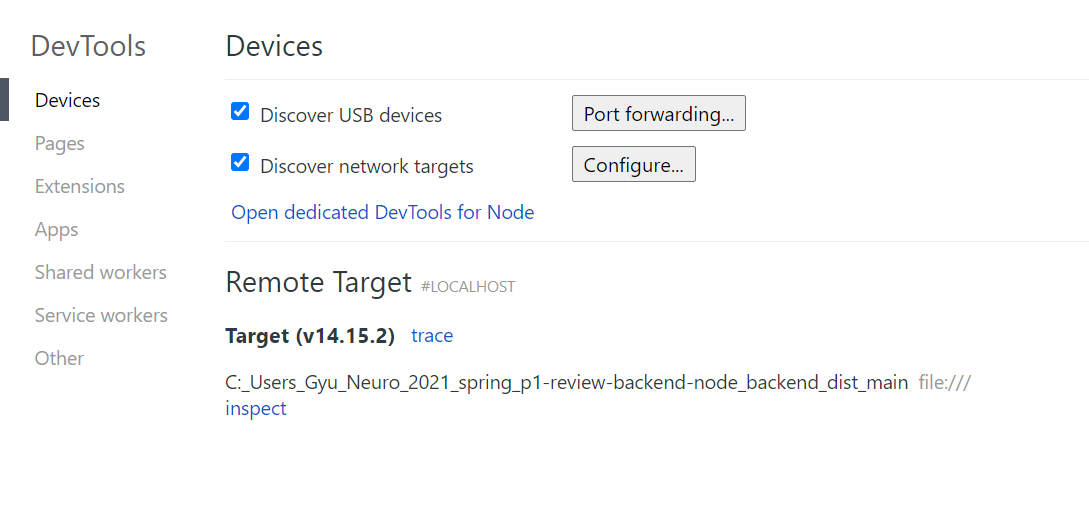 DevTools
Devices
Pages
Extensions
Apps
Shared workers
Service workers
Other
Devices
Discover USB devices Port forwarding...
Discover network targets Configure...
Open dedicated DevTools for Node
Remote Target #LOCALHOST
Target (v14.15.2) trace
C:_Users_Gyu_Neuro_2021_spring_p1-review-backend-node_backend_dist_main file:///
inspect